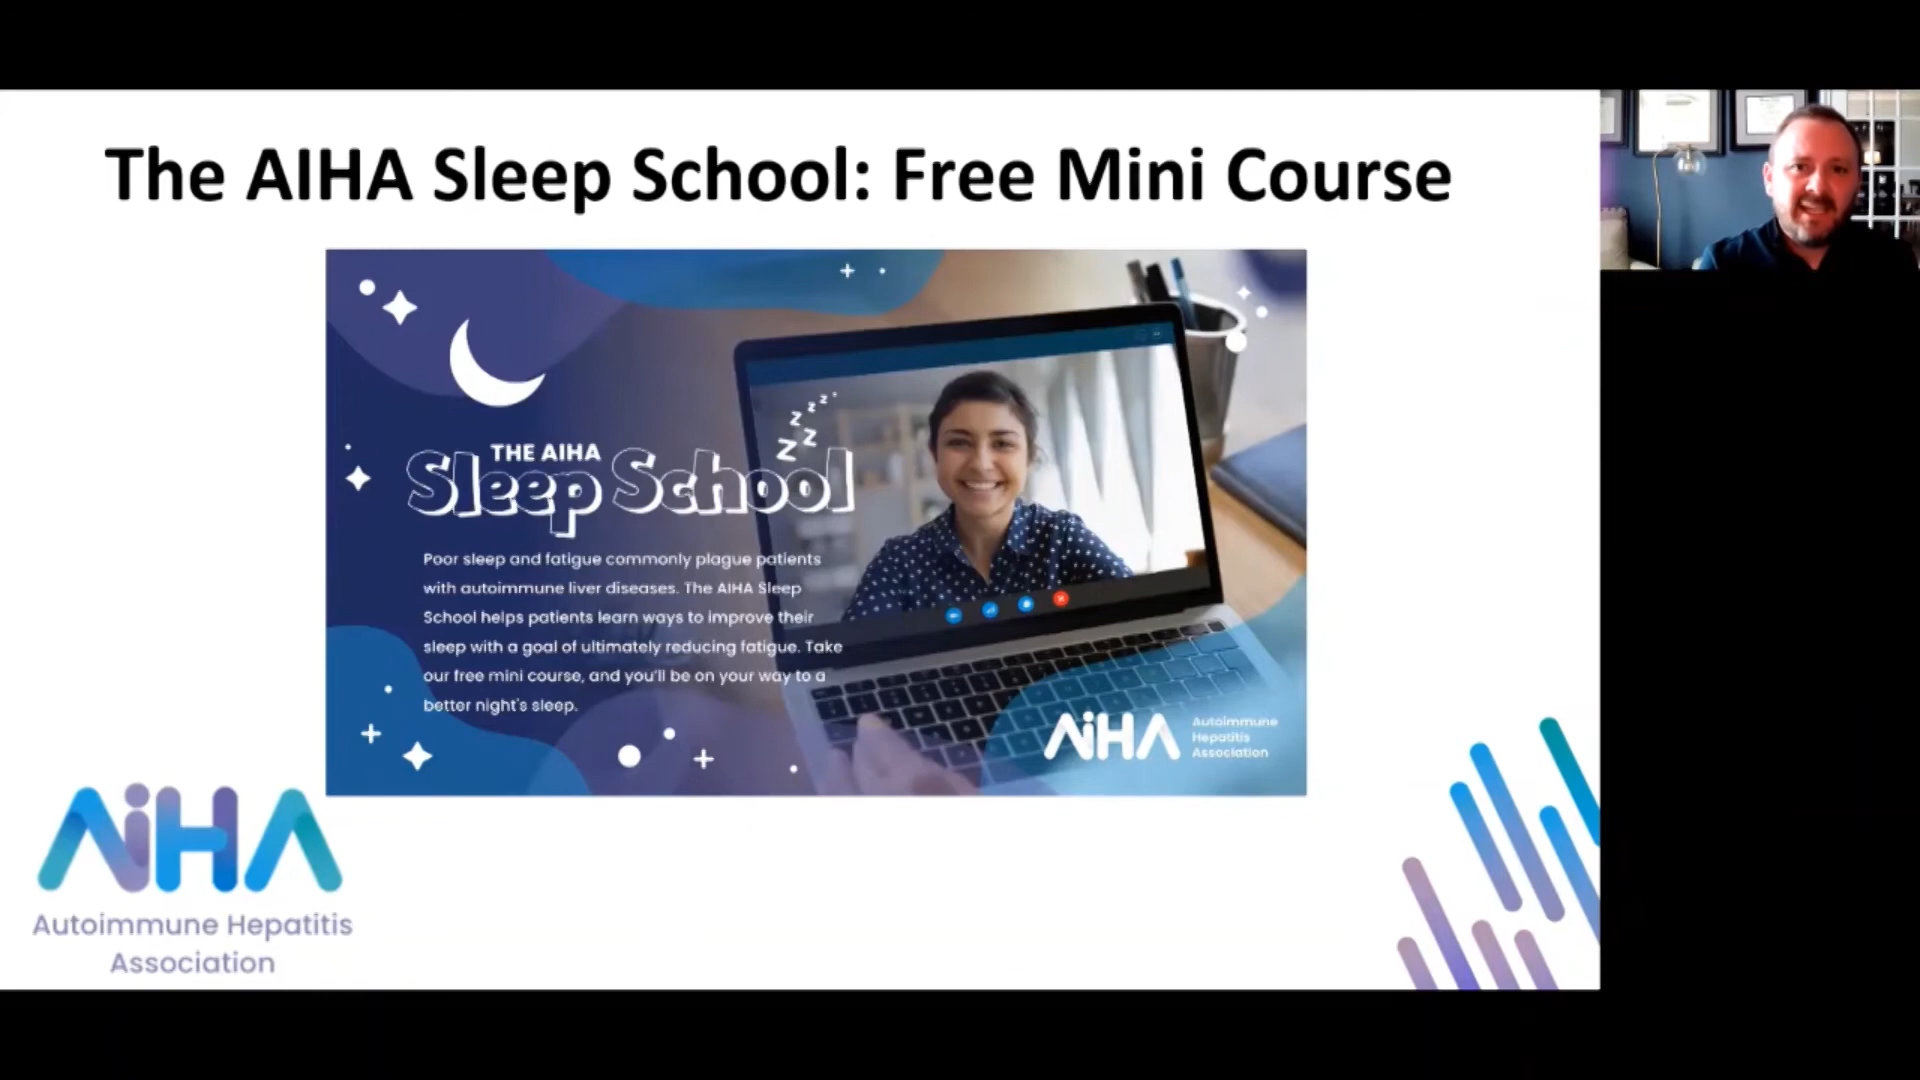 The AIHA Sleep School: Free Mini Course
z z z z z
THE AIHA
Sleep School
Poor sleep and fatigue commonly plague patients
with autoimmune liver diseases. The AIHA Sleep
School helps patients learn ways to improve their
sleep with a goal of ultimately reducing fatigue. Take
our free mini course, and you'll be on your way to a
better night's sleep.
AiHA
Autoimmune
Hepatitis
Association
AiHA
Autoimmune Hepatitis
Association